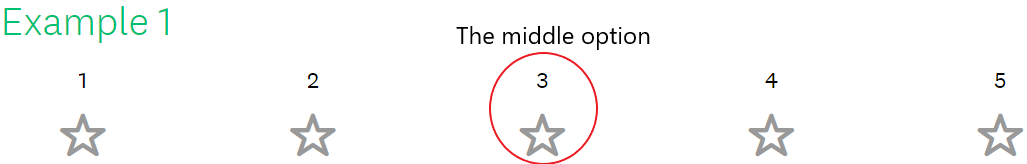 Example 1
The middle option
1 2 3 4 5